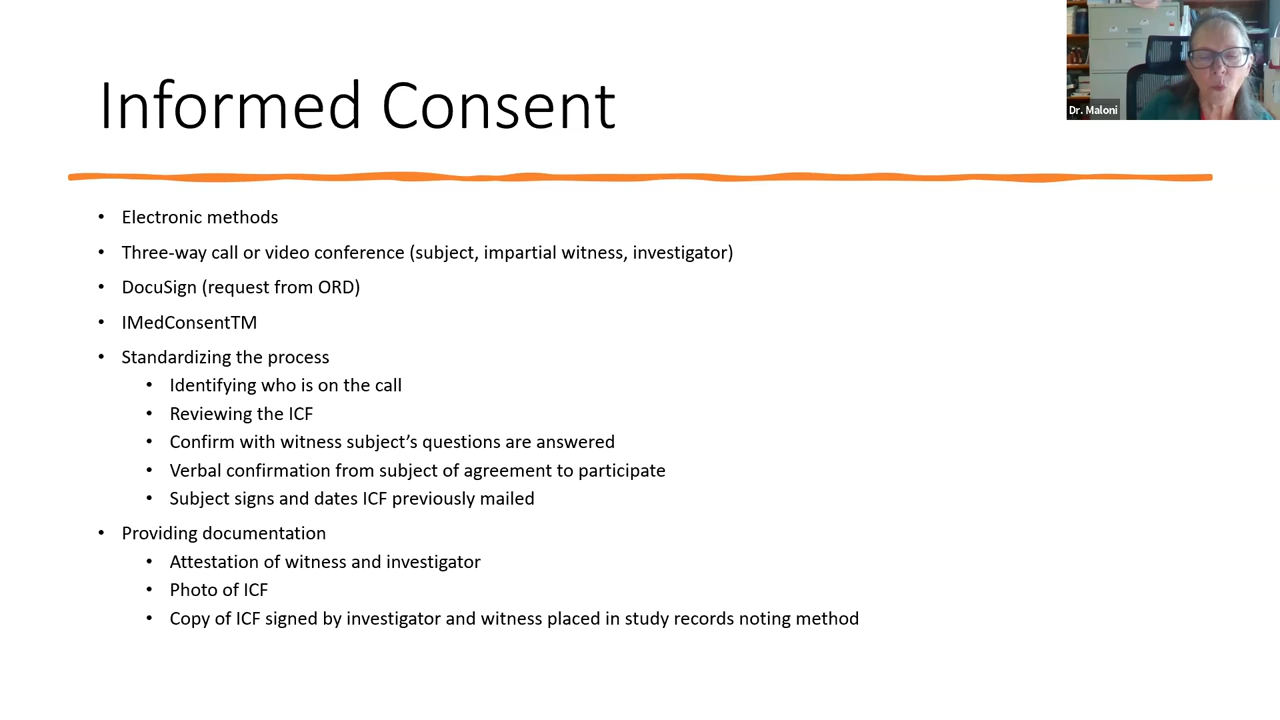 Informed Consent
Dr. Maloni
• Electronic methods
• Three-way call or video conference (subject, impartial witness, investigator)
• DocuSign (request from ORD)
• IMedConsentTM
• Standardizing the process
• Identifying who is on the call
• Reviewing the ICF
• Confirm with witness subject’s questions are answered
• Verbal confirmation from subject of agreement to participate
• Subject signs and dates ICF previously mailed
• Providing documentation
• Attestation of witness and investigator
• Photo of ICF
• Copy of ICF signed by investigator and witness placed in study records noting method